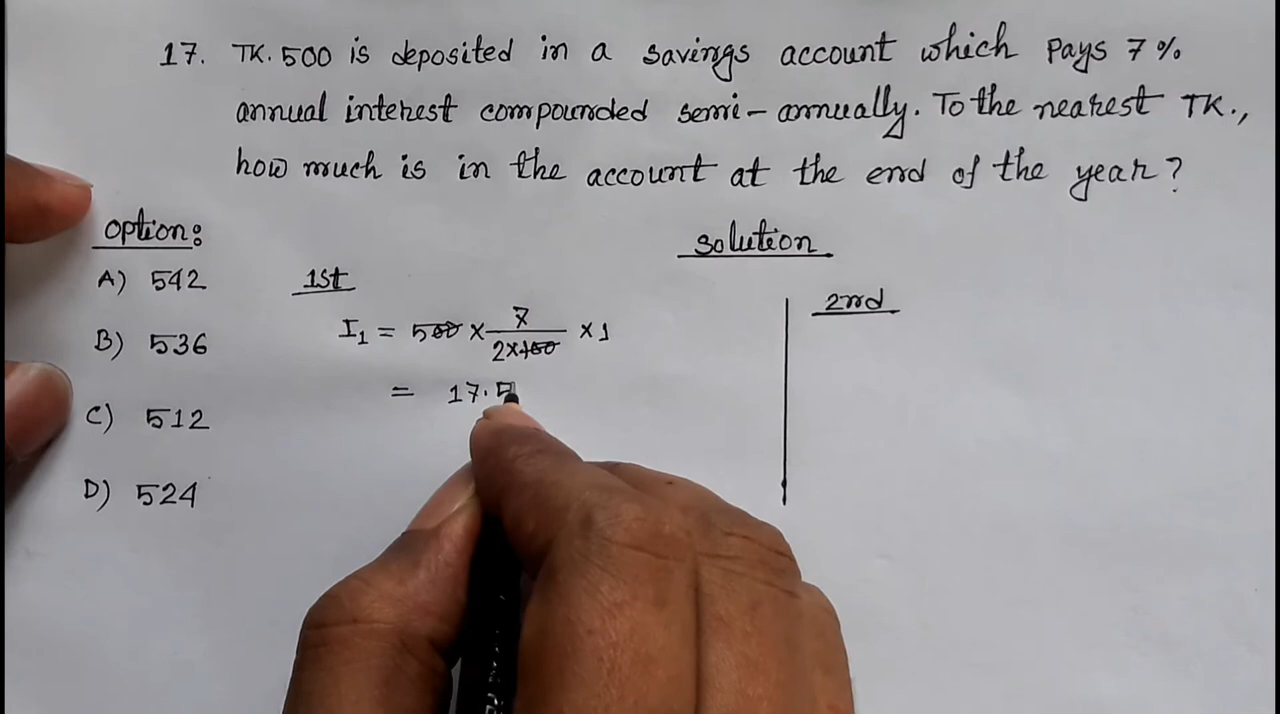 17. TK. 500 is deposited in a savings account which pays 7%
annual interest compounded semi-annually. To the nearest TK.,
how much is in the account at the end of the year?
Option:
A) 542
B) 536
C) 512
D) 524
Solution
1st
I₁ = 500 × 7/(2×100) × 1
= 17.5
2nd